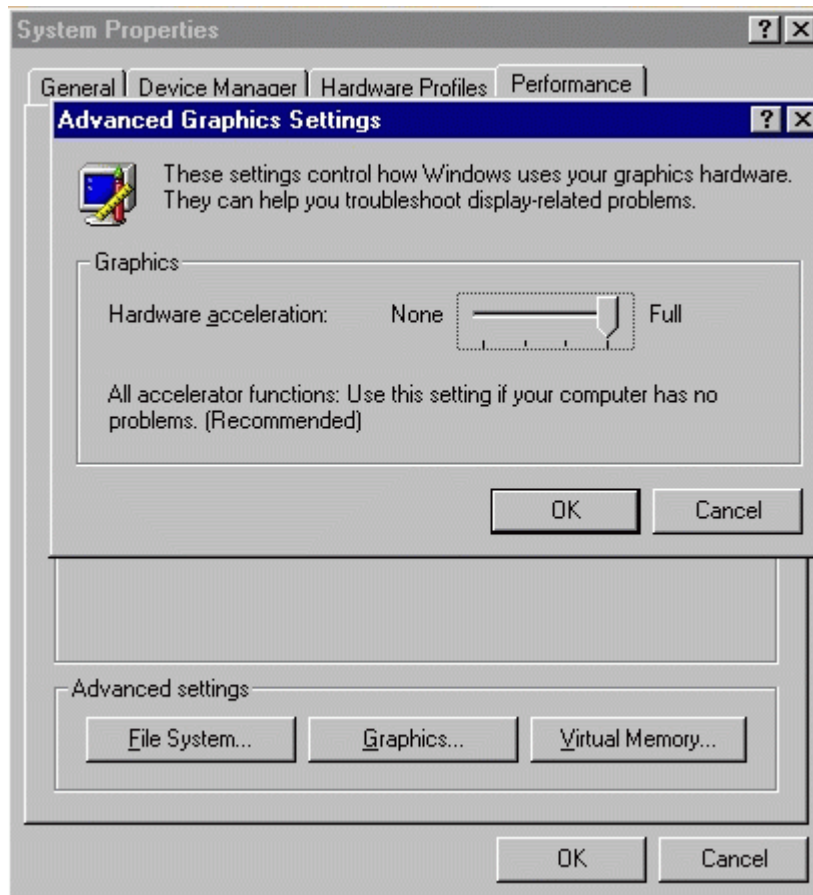 System Properties
General Device Manager Hardware Profiles Performance
Advanced Graphics Settings
These settings control how Windows uses your graphics hardware.
They can help you troubleshoot display-related problems.
Graphics
Hardware acceleration: None Full
All accelerator functions: Use this setting if your computer has no
problems. (Recommended)
OK Cancel
Advanced settings
File System... Graphics... Virtual Memory...
OK Cancel